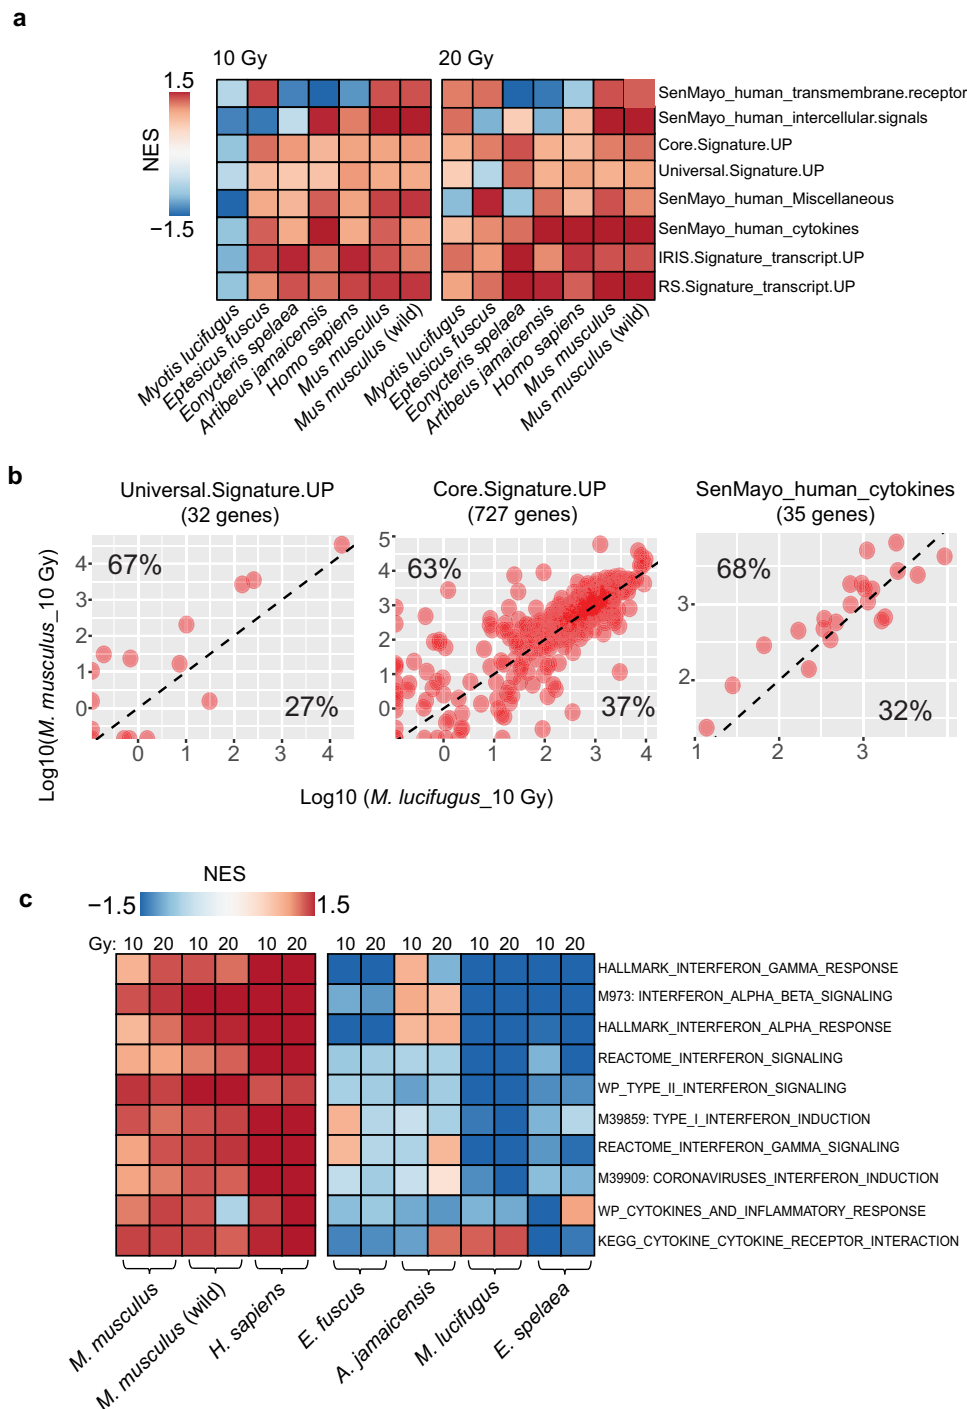 a
10 Gy
20 Gy
1.5
NES
−1.5
SenMayo_human_transmembrane.receptor
SenMayo_human_intercellular.signals
Core.Signature.UP
Universal.Signature.UP
SenMayo_human_Miscellaneous
SenMayo_human_cytokines
IRIS.Signature_transcript.UP
RS.Signature_transcript.UP
Myotis lucifugus
Eptesicus fuscus
Eonycteris spelaea
Artibeus jamaicensis
Homo sapiens
Mus musculus
Mus musculus (wild)
Myotis lucifugus
Eptesicus fuscus
Eonycteris spelaea
Artibeus jamaicensis
Homo sapiens
Mus musculus
Mus musculus (wild)
b
Universal.Signature.UP
(32 genes)
Core.Signature.UP
(727 genes)
SenMayo_human_cytokines
(35 genes)
Log10(M. musculus_10 Gy)
67%
27%
4
3
2
1
0
0
1
2
3
4
63%
37%
5
4
3
2
1
0
0
1
2
3
4
68%
32%
3
2
1
2
3
Log10 (M. lucifugus_10 Gy)
c
NES
−1.5
1.5
Gy: 10 20 10 20 10 20 10 20 10 20 10 20 10 20
HALLMARK_INTERFERON_GAMMA_RESPONSE
M973: INTERFERON_ALPHA_BETA_SIGNALING
HALLMARK_INTERFERON_ALPHA_RESPONSE
REACTOME_INTERFERON_SIGNALING
WP_TYPE_II_INTERFERON_SIGNALING
M39859: TYPE_I_INTERFERON_INDUCTION
REACTOME_INTERFERON_GAMMA_SIGNALING
M39909: CORONAVIRUSES_INTERFERON_INDUCTION
WP_CYTOKINES_AND_INFLAMMATORY_RESPONSE
KEGG_CYTOKINE_CYTOKINE_RECEPTOR_INTERACTION
M. musculus
M. musculus (wild)
H. sapiens
E. fuscus
A. jamaicensis
M. lucifugus
E. spelaea